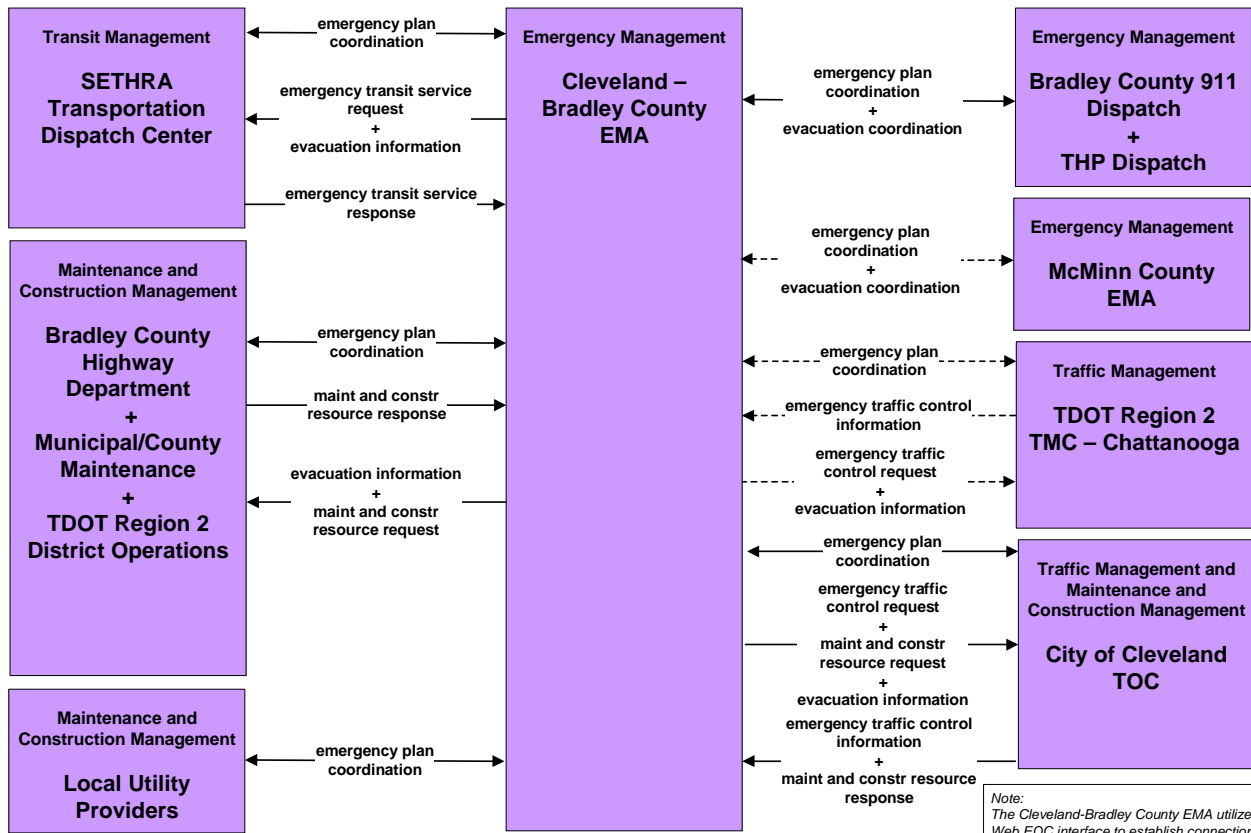 Transit Management
SETHRA
Transportation
Dispatch Center
emergency plan
coordination
emergency transit service
request
+
evacuation information
emergency transit service
response
Maintenance and
Construction Management
Bradley County
Highway
Department
+
Municipal/County
Maintenance
+
TDOT Region 2
District Operations
emergency plan
coordination
maint and constr
resource response
evacuation information
+
maint and constr
resource request
Maintenance and
Construction Management
Local Utility
Providers
emergency plan
coordination
Emergency Management
Cleveland –
Bradley County
EMA
emergency plan
coordination
+
evacuation coordination
Emergency Management
Bradley County 911
Dispatch
+
THP Dispatch
emergency plan
coordination
+
evacuation coordination
Emergency Management
McMinn County
EMA
emergency plan
coordination
emergency traffic control
information
emergency traffic
control request
+
evacuation information
Traffic Management
TDOT Region 2
TMC – Chattanooga
emergency plan
coordination
emergency traffic
control request
+
maint and constr
resource request
+
evacuation information
emergency traffic control
information
+
maint and constr resource
response
Traffic Management and
Maintenance and
Construction Management
City of Cleveland
TOC
Note:
The Cleveland-Bradley County EMA utilize
Web EOC interface to establish connection